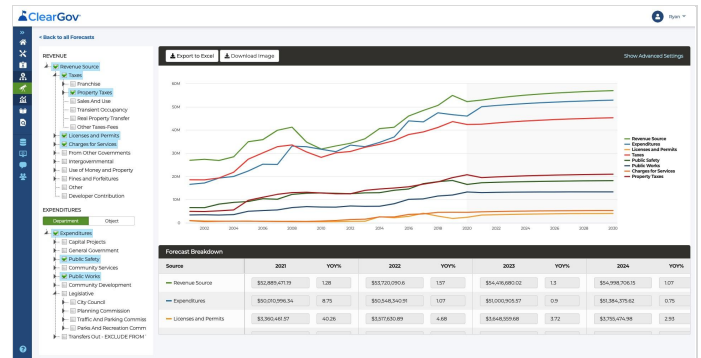 ClearGov
Ryan
< Back to all Forecasts
REVENUE
Revenue Source
Taxes
Franchise
Property Taxes
Sales And Use
Transient Occupancy
Real Property Transfer
Other Taxes-Fees
Licenses and Permits
Charges for Services
From Other Governments
Intergovernmental
Use of Money and Property
Fines and Forfeitures
Other
Developer Contribution
EXPENDITURES
Department Object
Expenditures
Capital Projects
General Government
Public Safety
Community Services
Public Works
Community Development
Legislative
City Council
Planning Commission
Traffic And Parking Commiss
Parks And Recreation Comm
Transfers Out - EXCLUDE FROM
Export to Excel Download Image Show Advanced Settings
60M
50M
40M
30M
20M
10M
0
2002 2004 2006 2008 2010 2012 2014 2016 2018 2020 2022 2024 2026 2028 2030
Revenue Source
Expenditures
Licenses and Permits
Taxes
Public Safety
Public Works
Charges for Services
Property Taxes
Forecast Breakdown
Source 2021 YOY% 2022 YOY% 2023 YOY% 2024 YOY%
Revenue Source $52,889,471.19 1.28 $53,720,090.6 1.57 $54,416,680.02 1.3 $54,998,706.15 1.07
Expenditures $50,010,996.34 8.75 $50,548,340.91 1.07 $51,000,905.57 0.9 $51,384,375.62 0.75
Licenses and Permits $3,360,461.57 40.26 $3,517,630.89 4.68 $3,648,559.68 3.72 $3,755,474.98 2.93